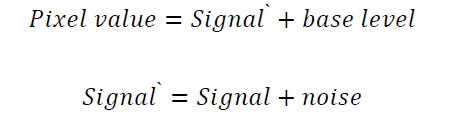 Pixel value = Signal` + base level
Signal` = Signal + noise